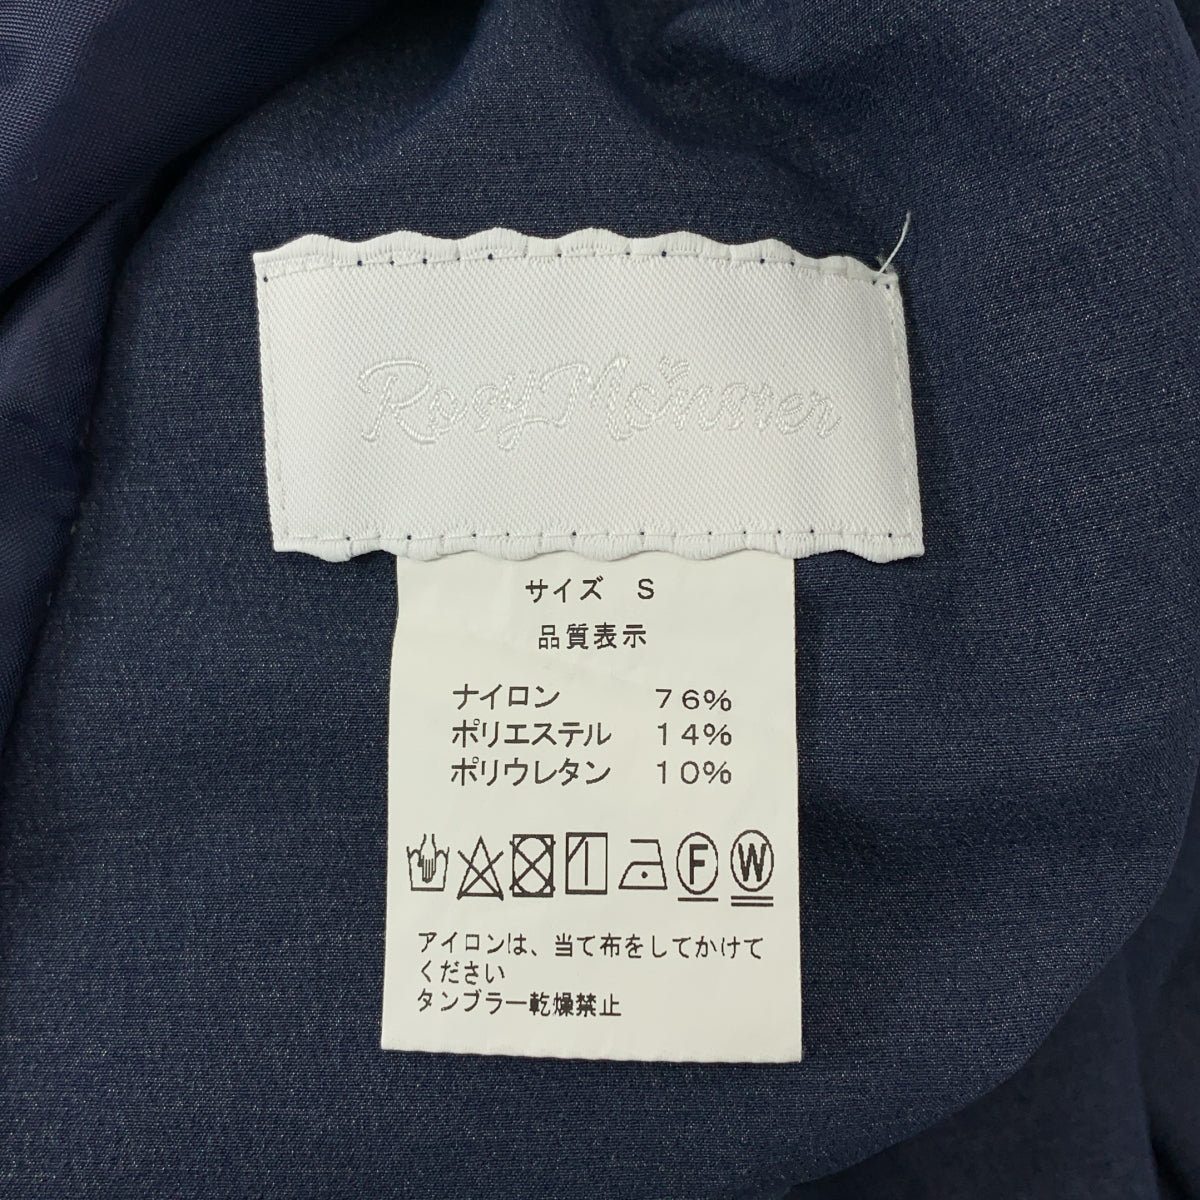 Rosy Monster
サイズ S
品質表示
ナイロン 76%
ポリエステル 14%
ポリウレタン 10%
F W
アイロンは、当て布をしてかけて
ください
タンブラー乾燥禁止